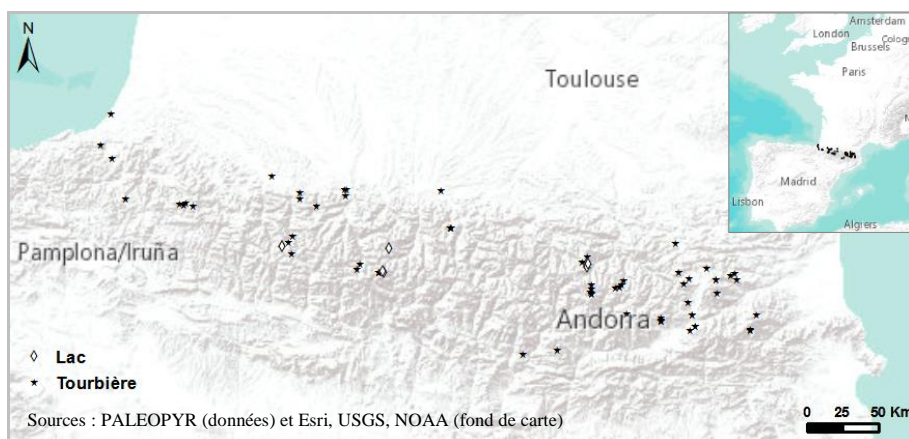 N
Toulouse
Amsterdam
London
Cologn
Brussels
Paris
Madrid
Lisbon
Algiers
Pamplona/Iruña
Andorra
Lac
Tourbière
Sources : PALEOPYR (données) et Esri, USGS, NOAA (fond de carte)
0 25 50 Km